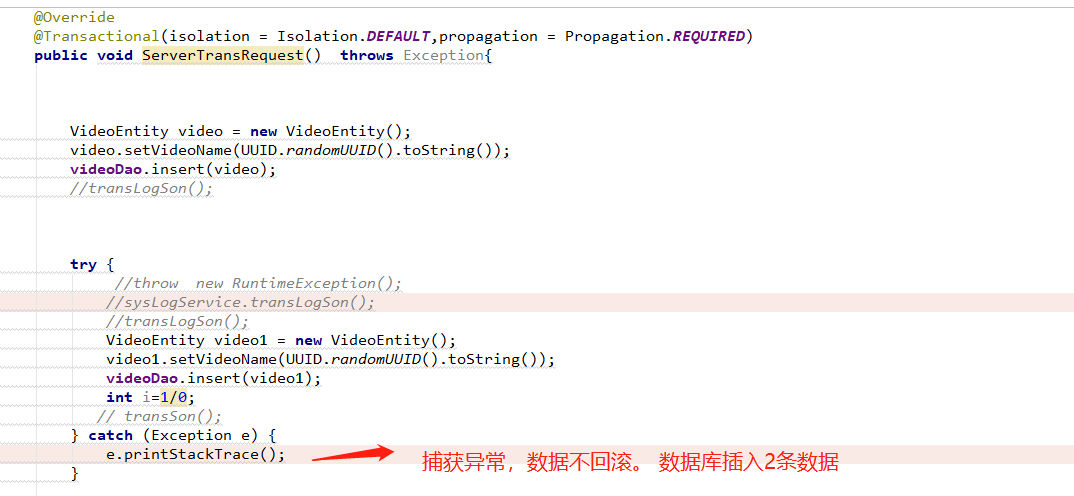 @Override
@Transactional(isolation = Isolation.DEFAULT,propagation = Propagation.REQUIRED)
public void ServerTransRequest()  throws Exception{
VideoEntity video = new VideoEntity();
video.setVideoName(UUID.randomUUID().toString());
videoDao.insert(video);
//transLogSon();
try {
//throw  new RuntimeException();
//sysLogService.transLogSon();
//transLogSon();
VideoEntity video1 = new VideoEntity();
video1.setVideoName(UUID.randomUUID().toString());
videoDao.insert(video1);
int i=1/0;
// transSon();
} catch (Exception e) {
e.printStackTrace(); 捕获异常，数据不回滚。 数据库插入2条数据
}